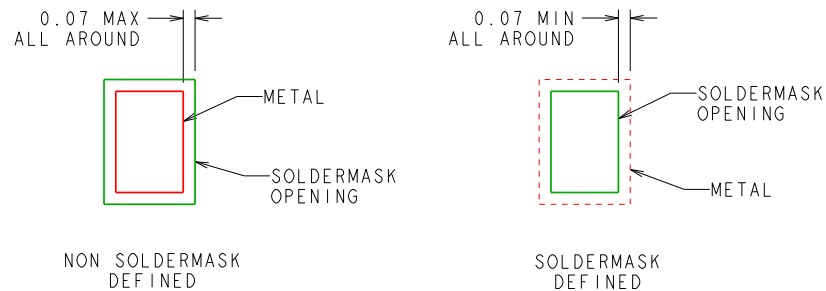 0.07 MAX
ALL AROUND
METAL
SOLDERMASK
OPENING
NON SOLDERMASK
DEFINED
0.07 MIN
ALL AROUND
SOLDERMASK
OPENING
METAL
SOLDERMASK
DEFINED